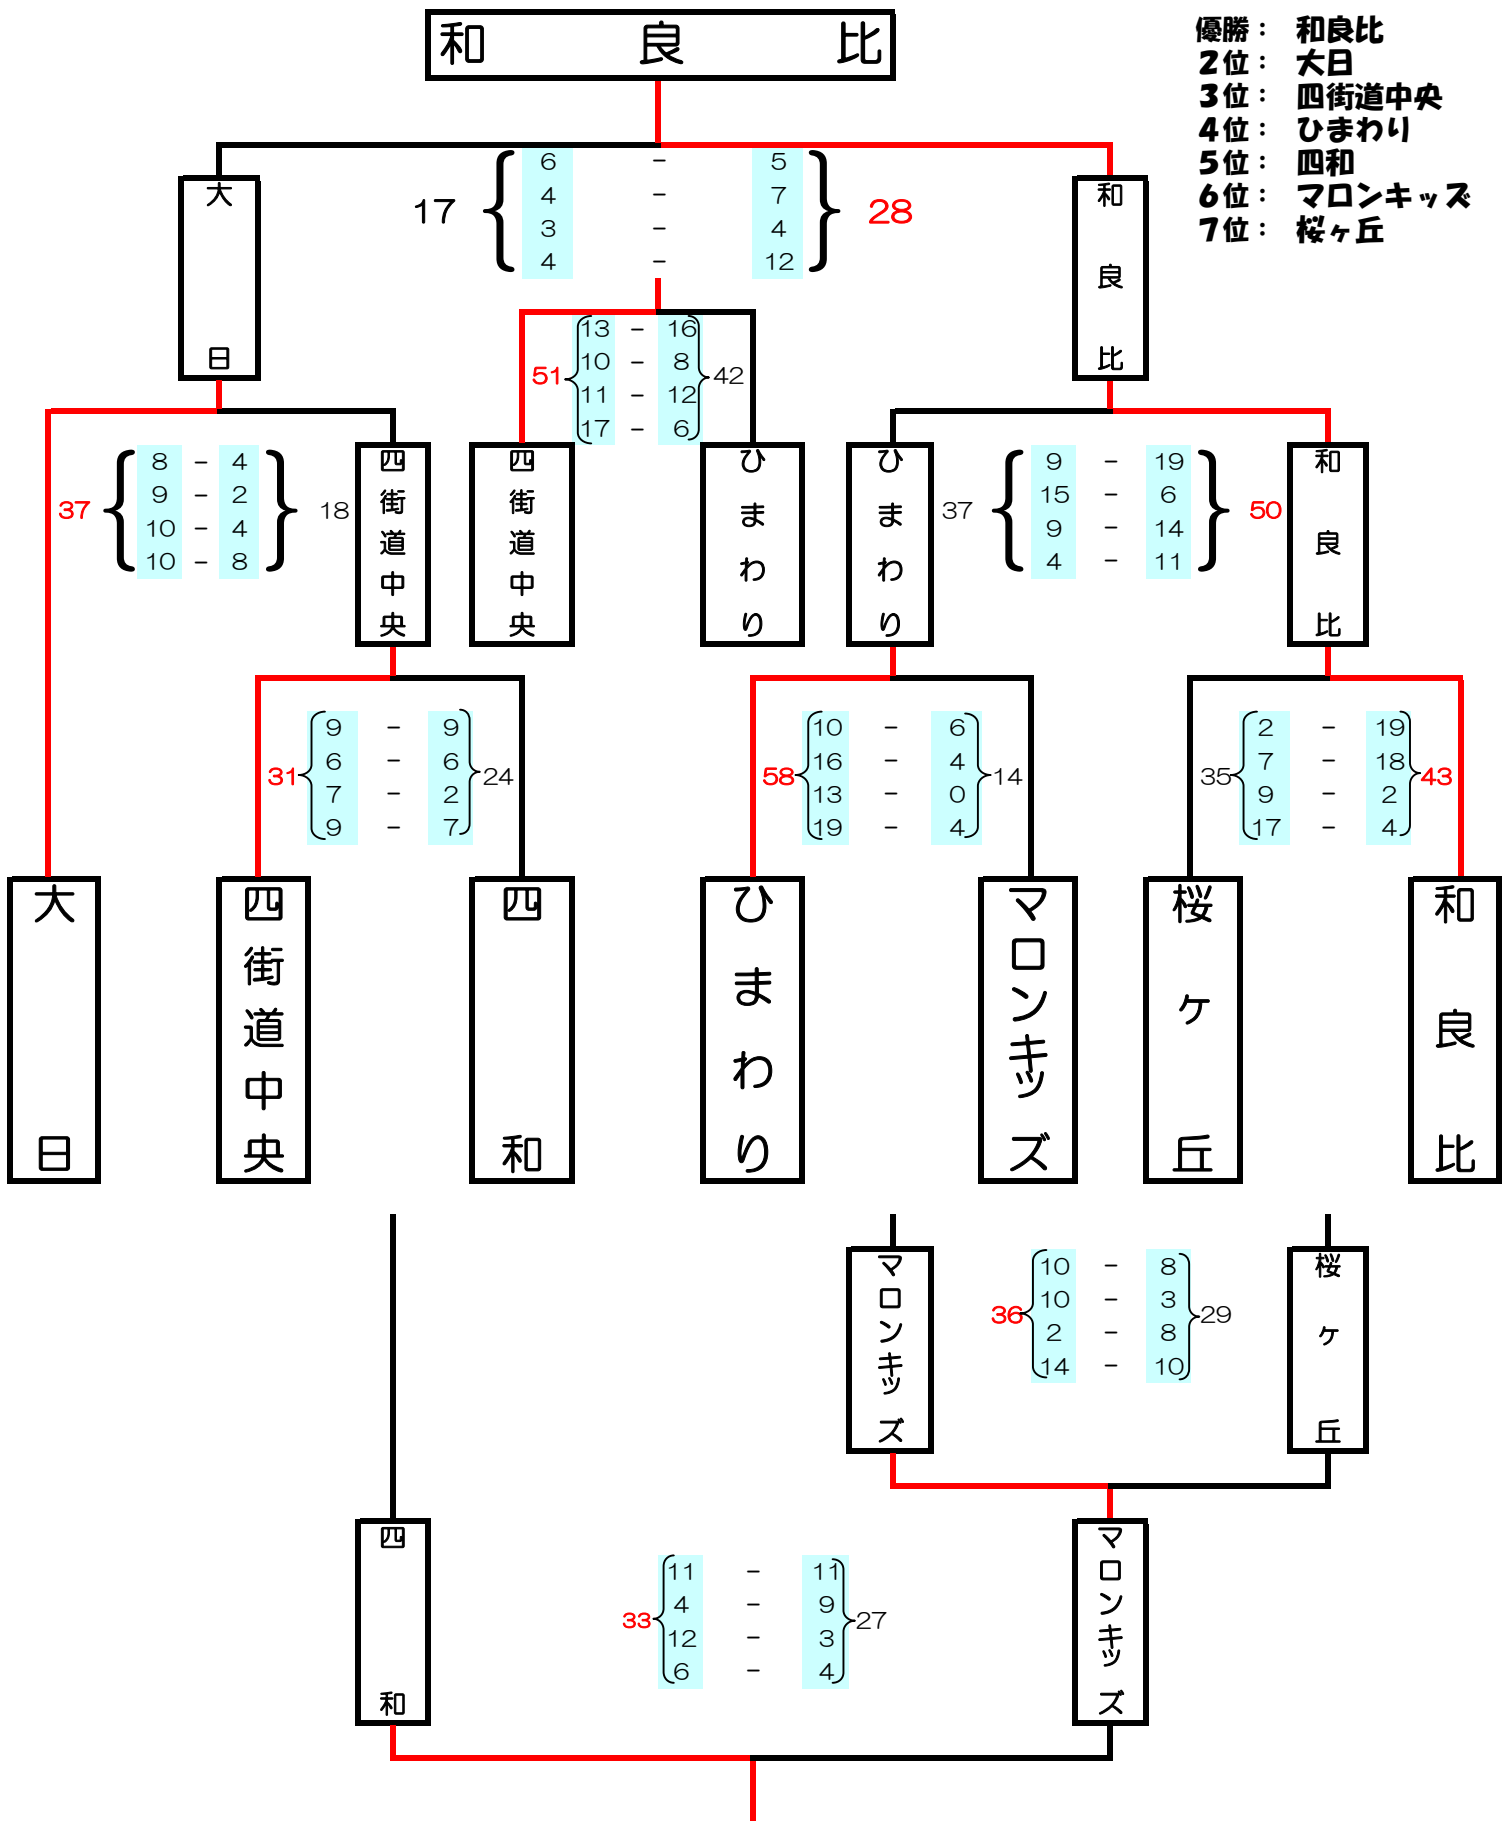 和良比
優勝： 和良比
２位： 大日
３位： 四街道中央
４位： ひまわり
５位： 四和
６位： マロンキッズ
７位： 桜ヶ丘
大日
17
6 － 5
4 － 7
3 － 4
4 － 12
28
和良比
51
13 － 16
10 － 8
11 － 12
17 － 6
42
37
8 － 4
9 － 2
10 － 4
10 － 8
18
四街道中央
四街道中央
ひまわり
ひまわり
37
9 － 19
15 － 6
9 － 14
4 － 11
50
和良比
31
9 － 9
6 － 6
7 － 2
9 － 7
24
58
10 － 6
16 － 4
13 － 0
19 － 4
14
35
2 － 19
7 － 18
9 － 2
17 － 4
43
大日
四街道中央
四和
ひまわり
マロンキッズ
桜ヶ丘
和良比
マロンキッズ
36
10 － 8
10 － 3
2 － 8
14 － 10
29
桜ヶ丘
四和
33
11 － 11
4 － 9
12 － 3
6 － 4
27
マロンキッズ